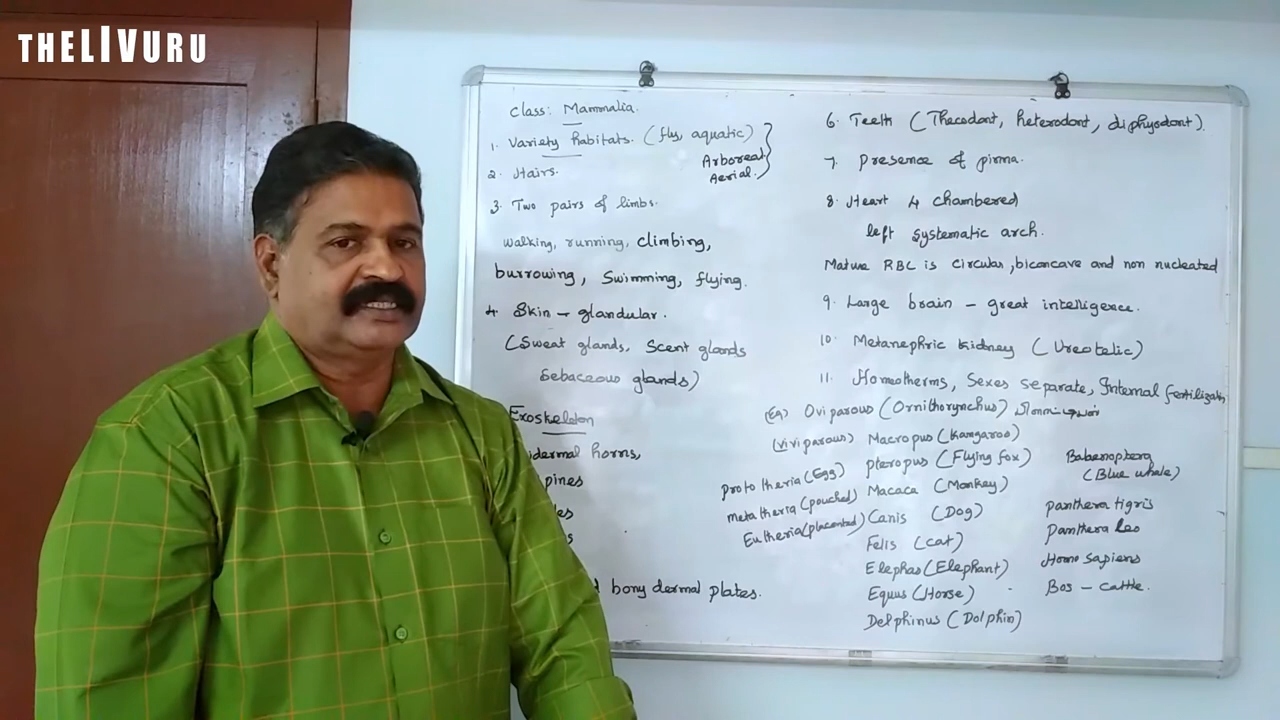 THELIVURU
Class: Mammalia.
1. Variety habitats. (fly, aquatic)
Arboreal
Aerial.
2. Hairs.
3. Two pairs of limbs.
walking, running, climbing,
burrowing, swimming, flying.
4. Skin – glandular.
(Sweat glands, Scent glands
Sebaceous glands)
Exoskeleton
idermal horns,
pines
bony dermal plates.
6. Teeth (Thecodont, heterodont, diphyodont).
7. Presence of pinna.
8. Heart 4 chambered
left systematic arch.
Mature RBC is circular, biconcave and non nucleated
9. Large brain – great intelligence.
10. Metanephric kidney (Ureotelic)
11. Homeotherms, Sexes separate, Internal fertilization
(Eg) Oviparous (Ornithorynchus)
(viviparous) Macropus (Kangaroo)
Pteropus (Flying fox)
Prototheria (Egg)
Macaca (Monkey)
Metatheria (pouched)
Canis (Dog)
Eutheria (placented)
Felis (cat)
Elephas (Elephant)
Equus (Horse)
Delphinus (Dolphin)
(Blue whale)
panthera tigris
Panthera leo
Homo sapiens
Bos – cattle.